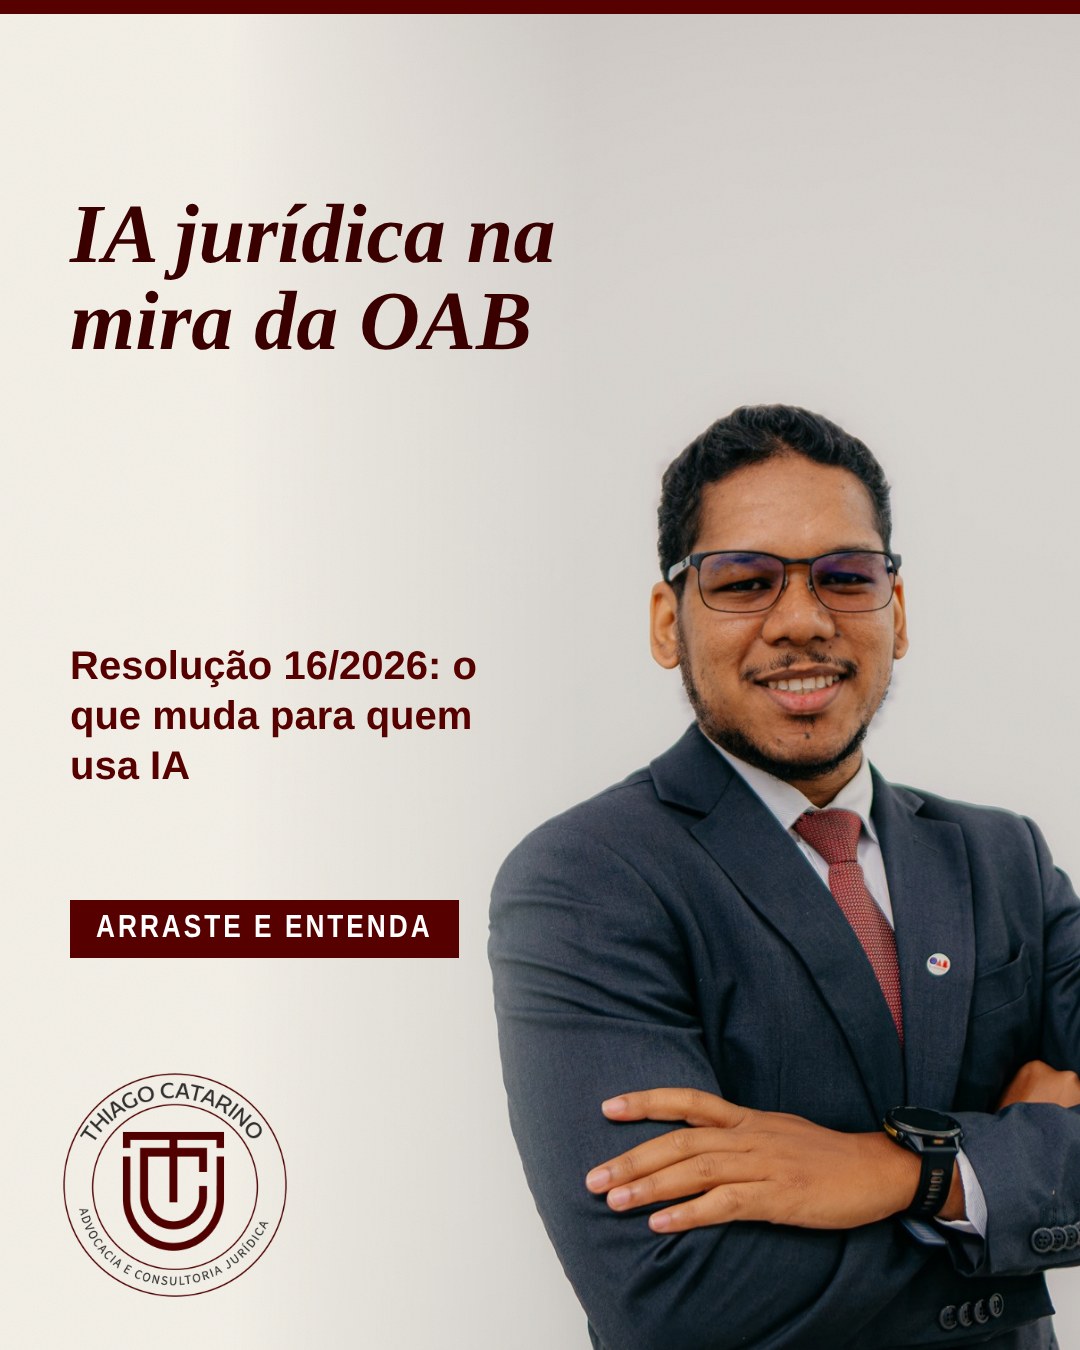 IA jurídica na
mira da OAB
Resolução 16/2026: o
que muda para quem
usa IA
ARRASTE E ENTENDA
THIAGO CATARINO
ADVOCACIA E CONSULTORIA JURÍDICA
OAB